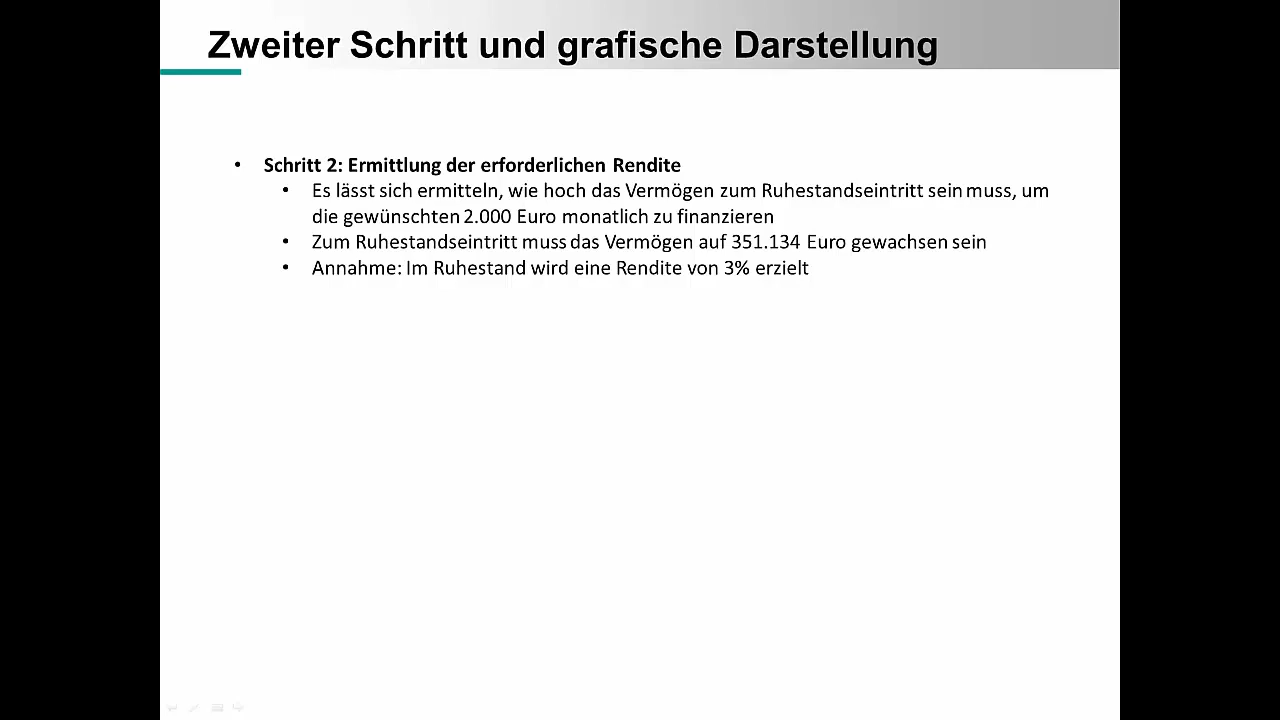 Zweiter Schritt und grafische Darstellung
• Schritt 2: Ermittlung der erforderlichen Rendite
• Es lässt sich ermitteln, wie hoch das Vermögen zum Ruhestandseintritt sein muss, um
die gewünschten 2.000 Euro monatlich zu finanzieren
• Zum Ruhestandseintritt muss das Vermögen auf 351.134 Euro gewachsen sein
• Annahme: Im Ruhestand wird eine Rendite von 3% erzielt